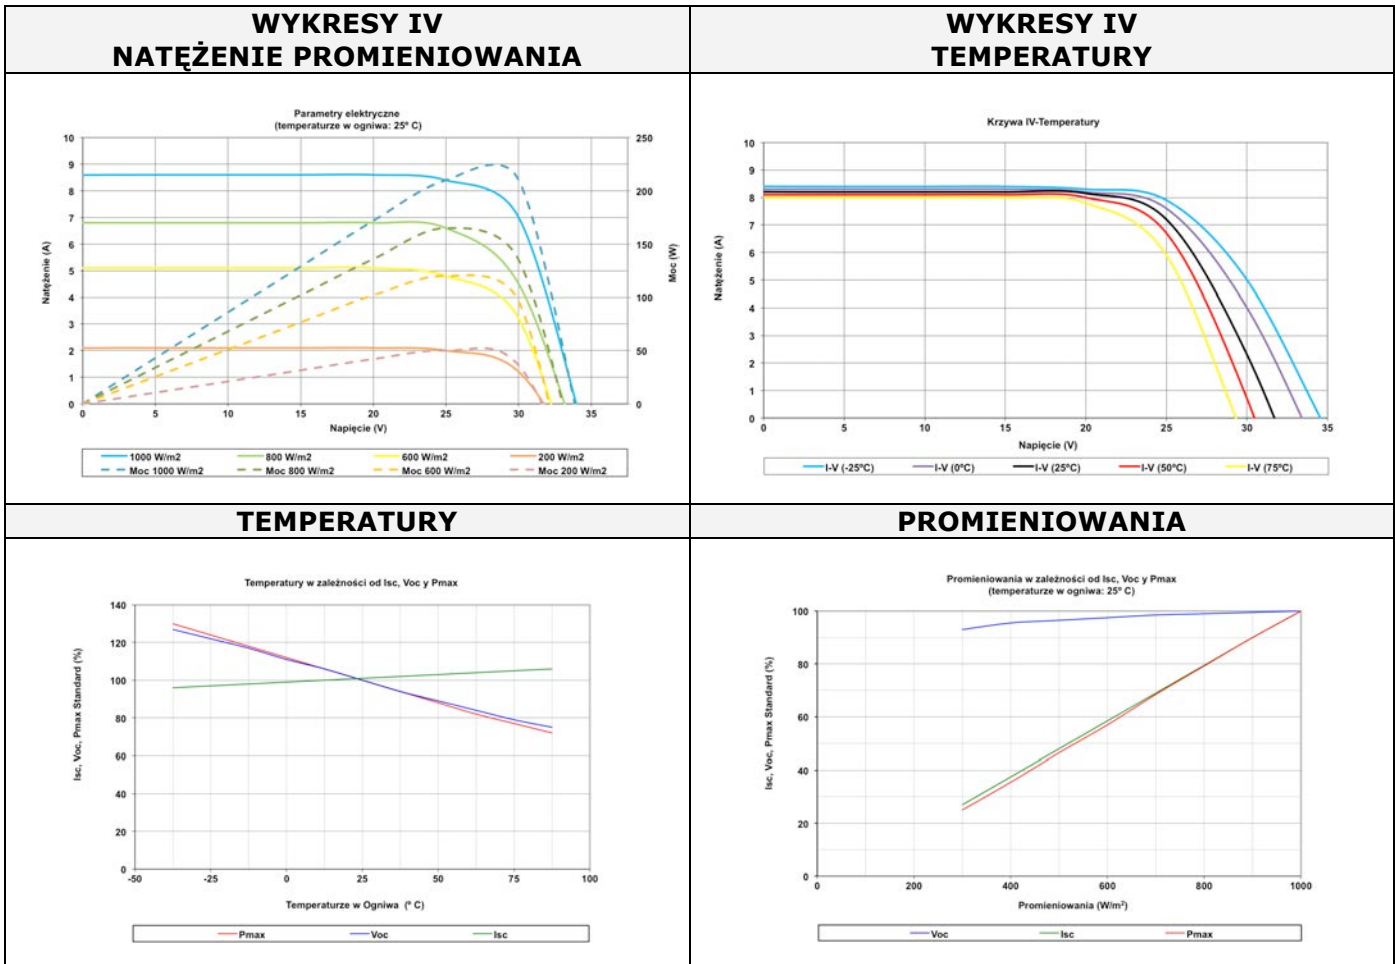 WYKRESY IV
NATĘŻENIE PROMIENIOWANIA
WYKRESY IV
TEMPERATURY
Parametry elektryczne
(temperaturze w ogniwa: 25º C)
10
9
8
7
6
5
4
3
2
1
0
Natężenie (A)
250
200
150
100
50
0
Moc (W)
0 5 10 15 20 25 30 35
Napięcie (V)
1000 W/m2 800 W/m2 600 W/m2 200 W/m2
Moc 1000 W/m2 Moc 800 W/m2 Moc 600 W/m2 Moc 200 W/m2
Krzywa IV-Temperatury
10
9
8
7
6
5
4
3
2
1
0
Natężenie (A)
0 5 10 15 20 25 30 35
Napięcie (V)
I-V (-25ºC) I-V (0ºC) I-V (25ºC) I-V (50ºC) I-V (75ºC)
TEMPERATURY
PROMIENIOWANIA
Temperatury w zależności od Isc, Voc y Pmax
140
120
100
80
60
40
20
0
Isc, Voc, Pmax Standard (%)
-50 -25 0 25 50 75 100
Temperaturze w Ogniwa (º C)
Pmax Voc Isc
Promieniowania w zależności od Isc, Voc y Pmax
(temperaturze w ogniwa: 25º C)
100
80
60
40
20
0
Isc, Voc, Pmax Standard (%)
0 200 400 600 800 1000
Promieniowania (W/m²)
Voc Isc Pmax